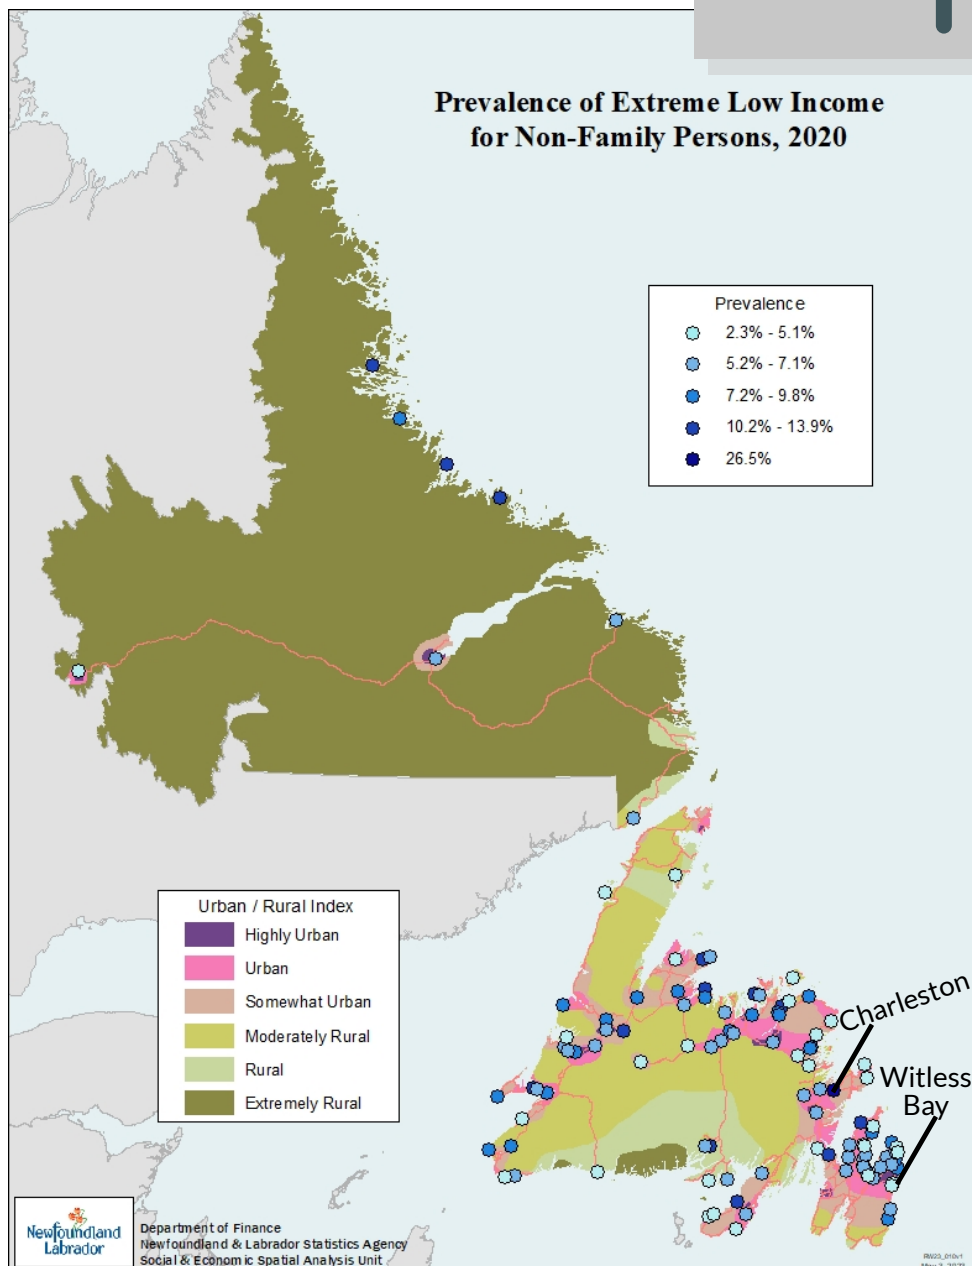 Prevalence of Extreme Low Income
for Non-Family Persons, 2020
Prevalence
2.3% - 5.1%
5.2% - 7.1%
7.2% - 9.8%
10.2% - 13.9%
26.5%
Urban / Rural Index
Highly Urban
Urban
Somewhat Urban
Moderately Rural
Rural
Extremely Rural
Charleston
Witless
Bay
Newfoundland
Labrador
Department of Finance
Newfoundland & Labrador Statistics Agency
Social & Economic Spatial Analysis Unit